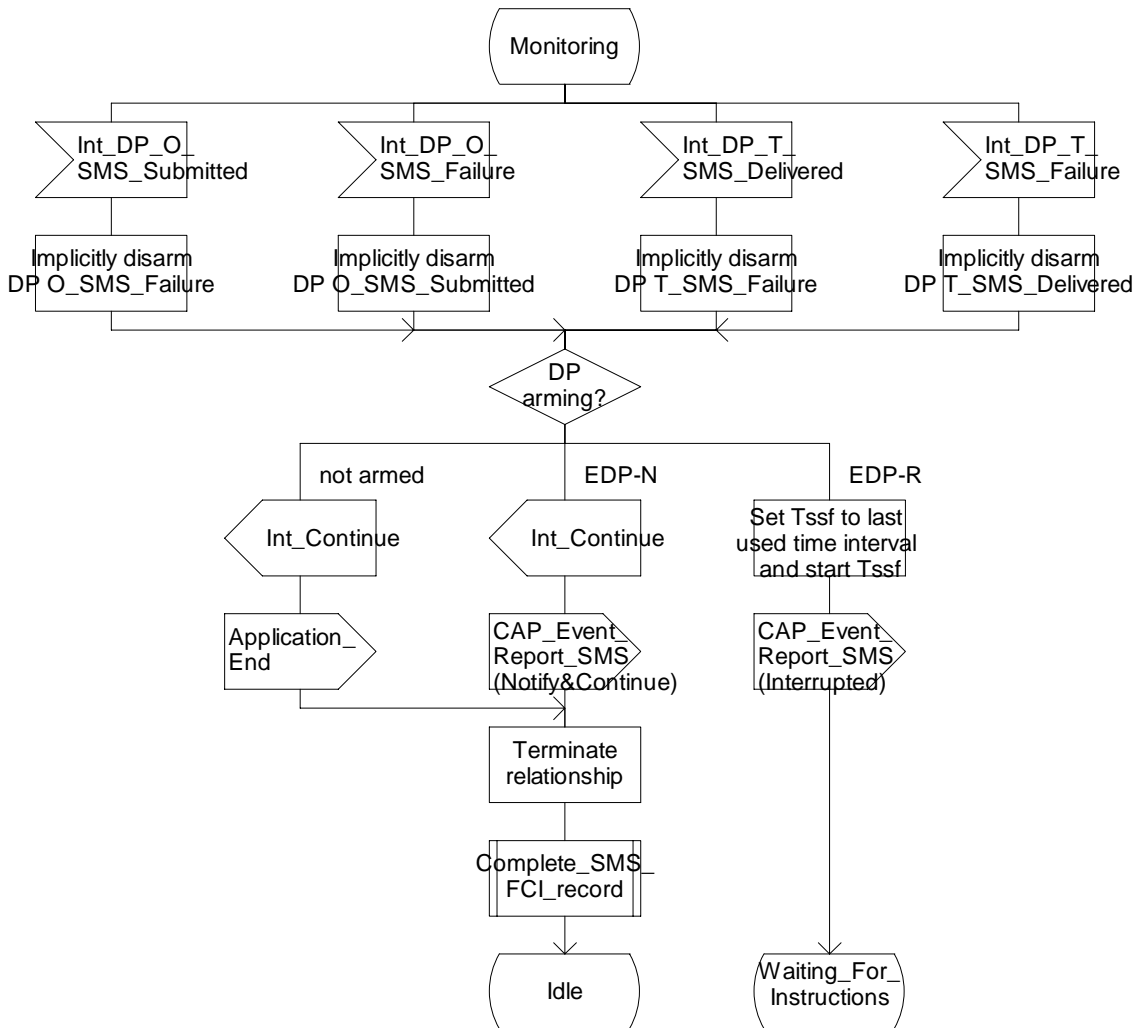 Monitoring
Int_DP_O_
SMS_Submitted
Int_DP_O_
SMS_Failure
Int_DP_T_
SMS_Delivered
Int_DP_T_
SMS_Failure
Implicitly disarm
DP O_SMS_Failure
Implicitly disarm
DP O_SMS_Submitted
Implicitly disarm
DP T_SMS_Failure
Implicitly disarm
DP T_SMS_Delivered
DP
arming?
not armed
EDP-N
EDP-R
Int_Continue
Int_Continue
Set Tssf to last
used time interval
and start Tssf
Application_
End
CAP_Event_
Report_SMS
(Notify&Continue)
CAP_Event_
Report_SMS
(Interrupted)
Terminate
relationship
Complete_SMS_
FCI_record
Idle
Waiting_For_
Instructions